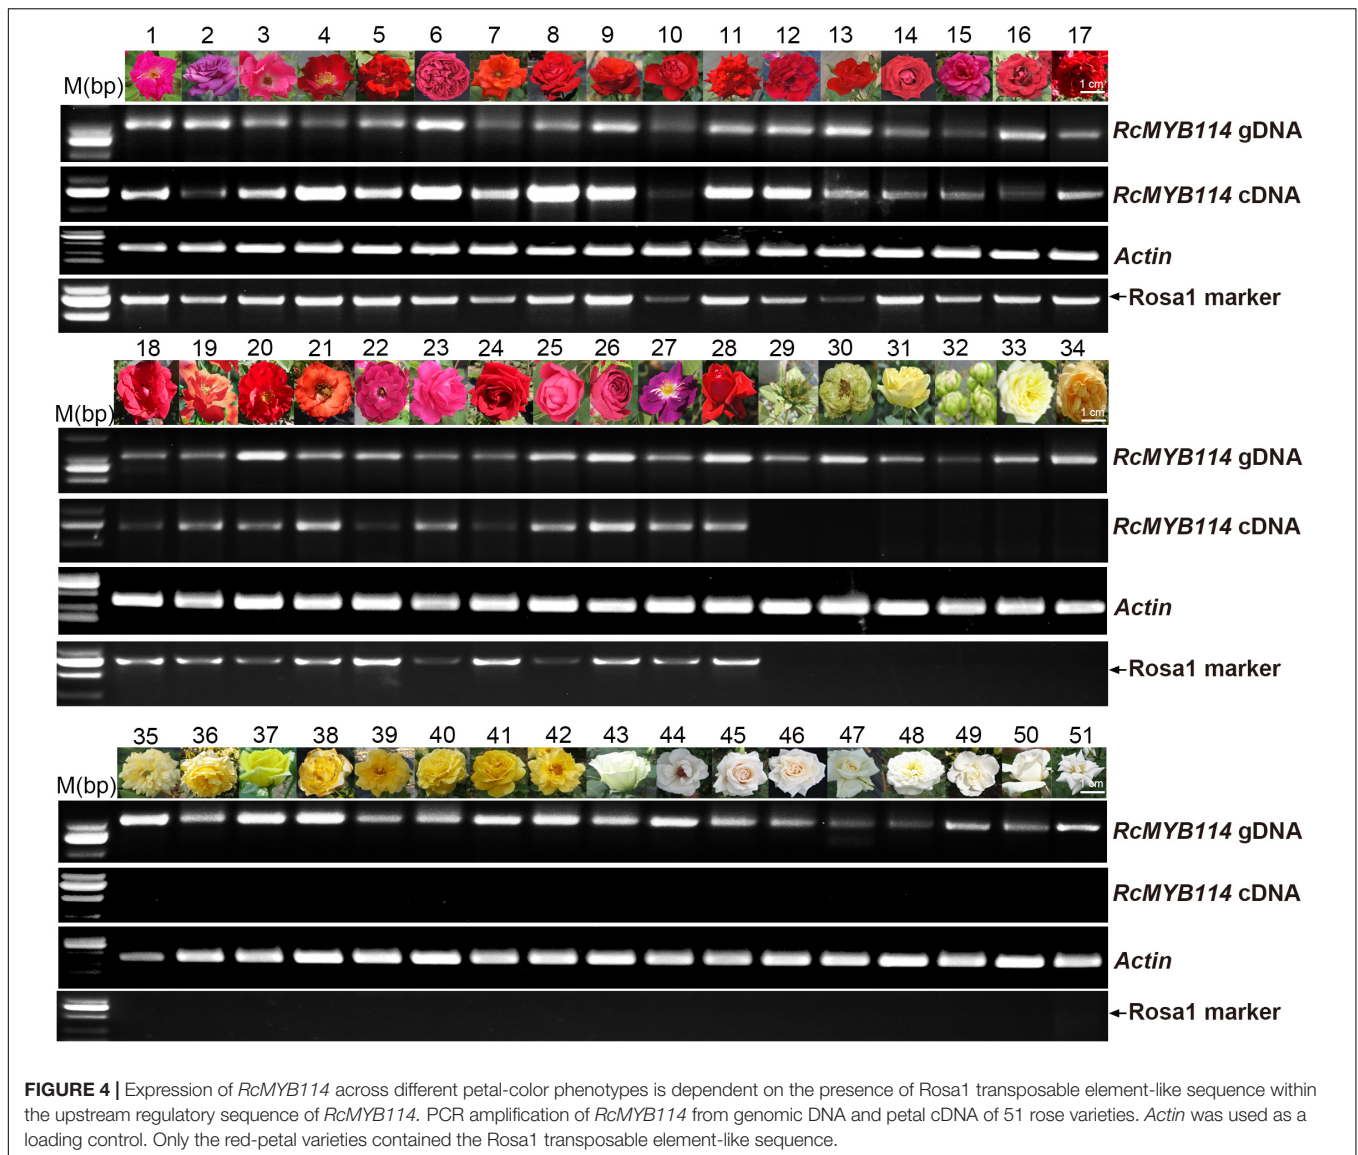 1 2 3 4 5 6 7 8 9 10 11 12 13 14 15 16 17
1 cm
M(bp)
RcMYB114 gDNA
RcMYB114 cDNA
Actin
Rosa1 marker
18 19 20 21 22 23 24 25 26 27 28 29 30 31 32 33 34
1 cm
M(bp)
RcMYB114 gDNA
RcMYB114 cDNA
Actin
Rosa1 marker
35 36 37 38 39 40 41 42 43 44 45 46 47 48 49 50 51
1 cm
M(bp)
RcMYB114 gDNA
RcMYB114 cDNA
Actin
Rosa1 marker
FIGURE 4 | Expression of RcMYB114 across different petal-color phenotypes is dependent on the presence of Rosa1 transposable element-like sequence within
the upstream regulatory sequence of RcMYB114. PCR amplification of RcMYB114 from genomic DNA and petal cDNA of 51 rose varieties. Actin was used as a
loading control. Only the red-petal varieties contained the Rosa1 transposable element-like sequence.